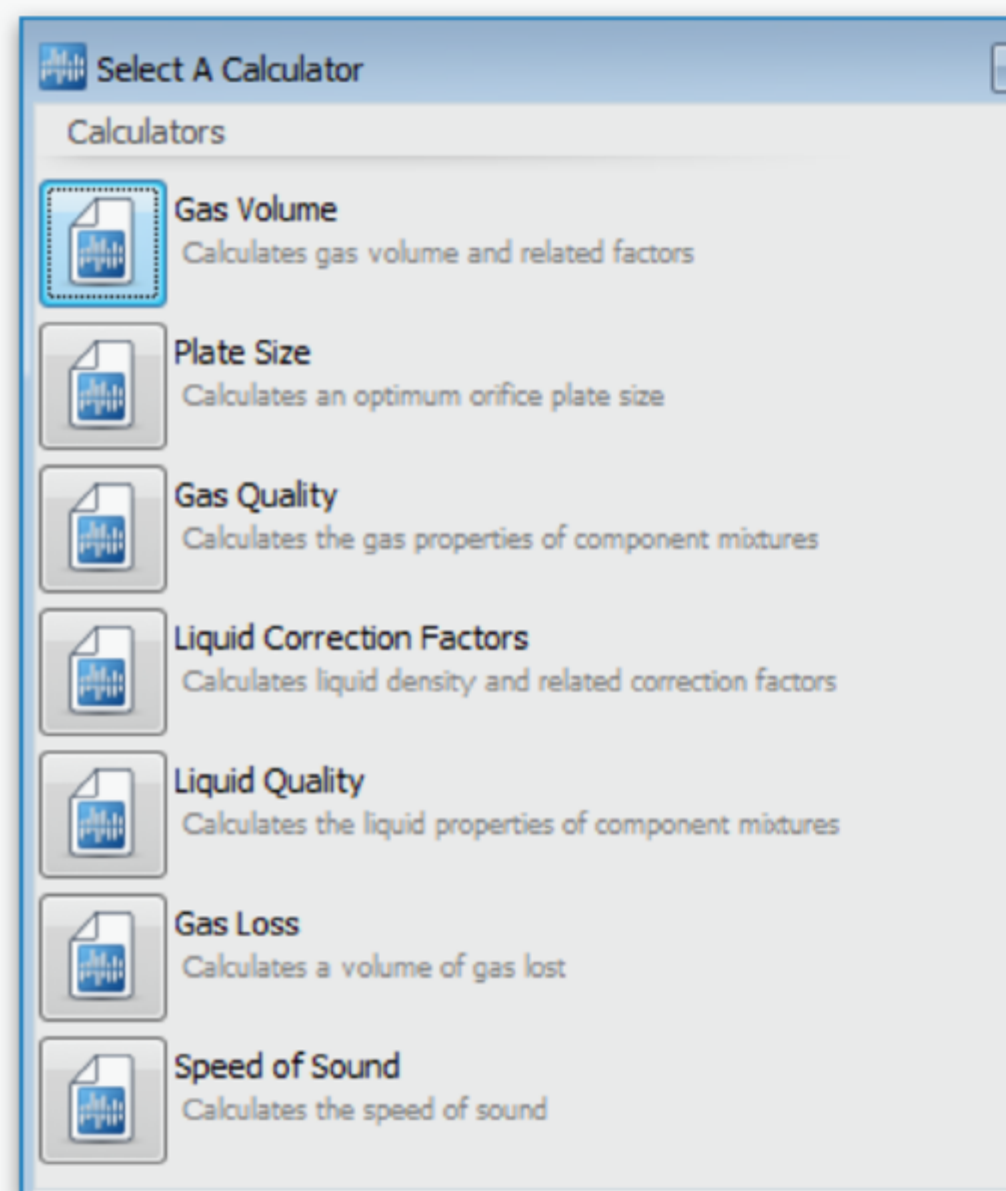 Select A Calculator
Calculators
Gas Volume
Calculates gas volume and related factors
Plate Size
Calculates an optimum orifice plate size
Gas Quality
Calculates the gas properties of component mixtures
Liquid Correction Factors
Calculates liquid density and related correction factors
Liquid Quality
Calculates the liquid properties of component mixtures
Gas Loss
Calculates a volume of gas lost
Speed of Sound
Calculates the speed of sound